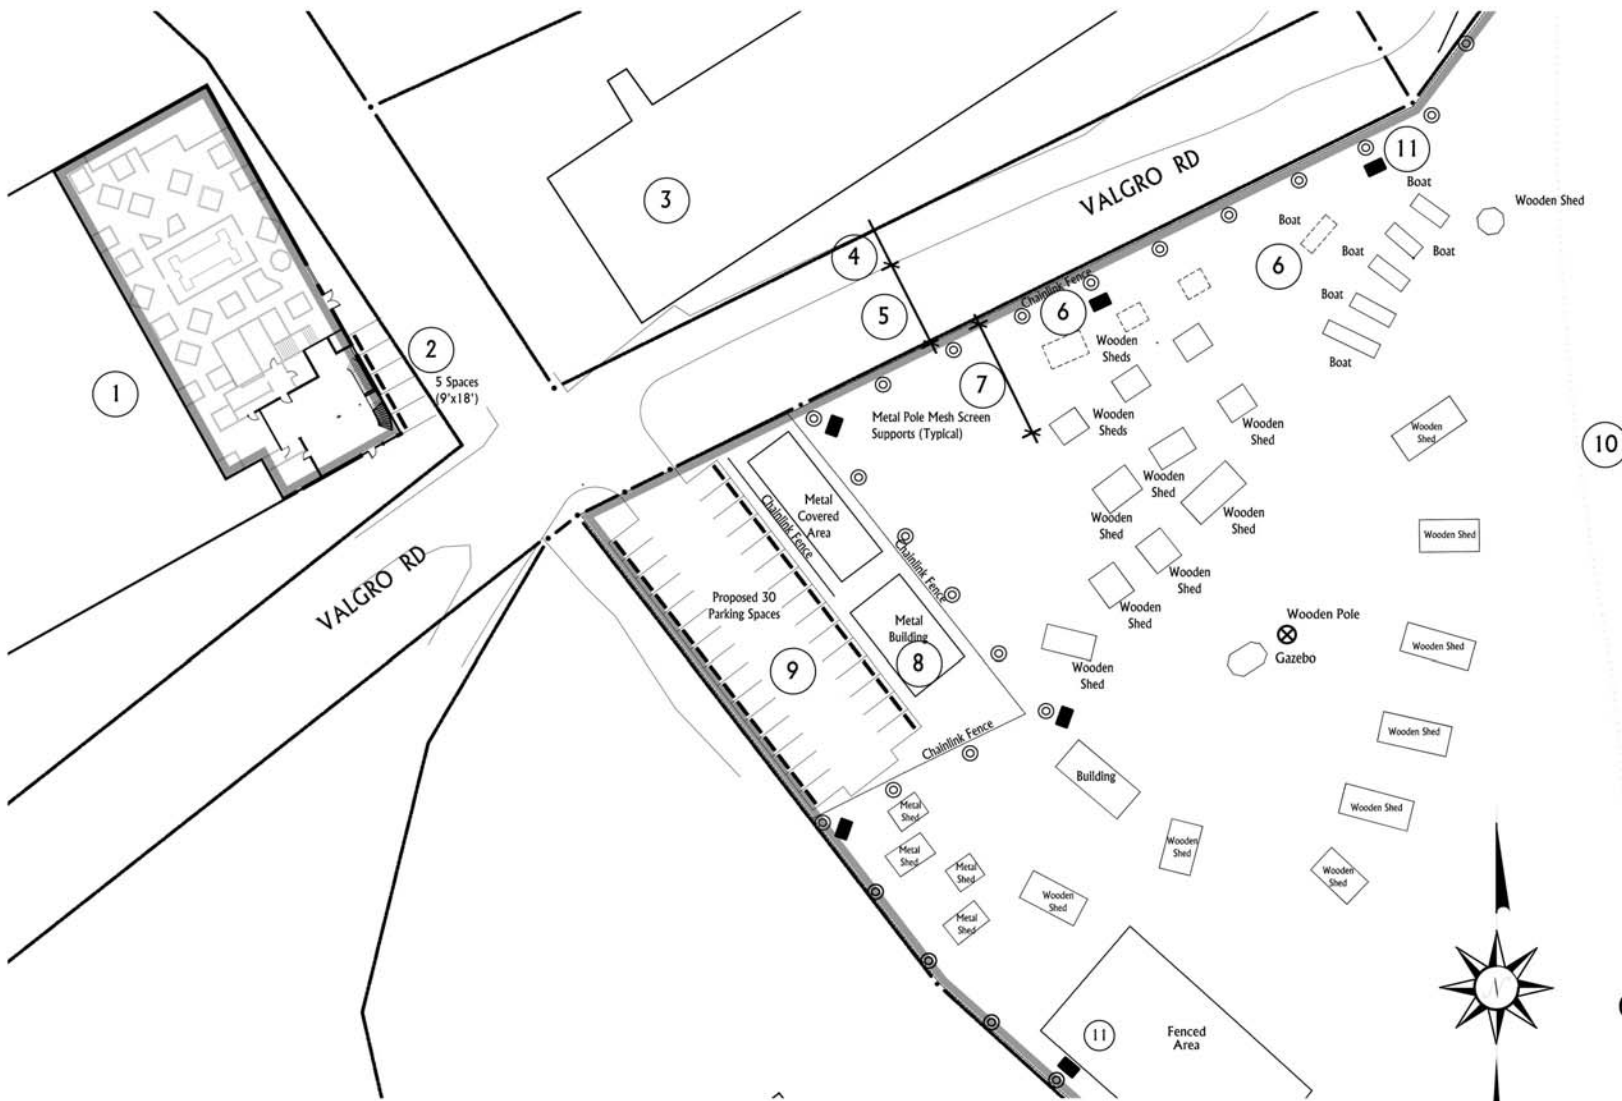 11
VALGRO RD
Boat
Wooden Shed
3
Boat
Boat
4
6
Boat
Chainlink Fence
5
6
Boat
2
Wooden
Sheds
Boat
1
5 Spaces
(9'x18')
7
Metal Pole Mesh Screen
Supports (Typical)
Wooden
Sheds
Wooden
Shed
Wooden
Shed
10
Metal
Covered
Area
Chainlink Fence
Wooden
Shed
Wooden
Shed
Wooden
Shed
Wooden Shed
Chainlink Fence
VALGRO RD
Wooden
Shed
Proposed 30
Parking Spaces
Wooden
Shed
Metal
Building
8
Wooden Pole
Gazebo
Wooden Shed
9
Wooden
Shed
Chainlink Fence
Wooden Shed
Building
Metal
Shed
Wooden Shed
Metal
Shed
Wooden
Shed
Metal
Shed
Wooden
Shed
Wooden
Shed
Metal
Shed
N
11
Fenced
Area